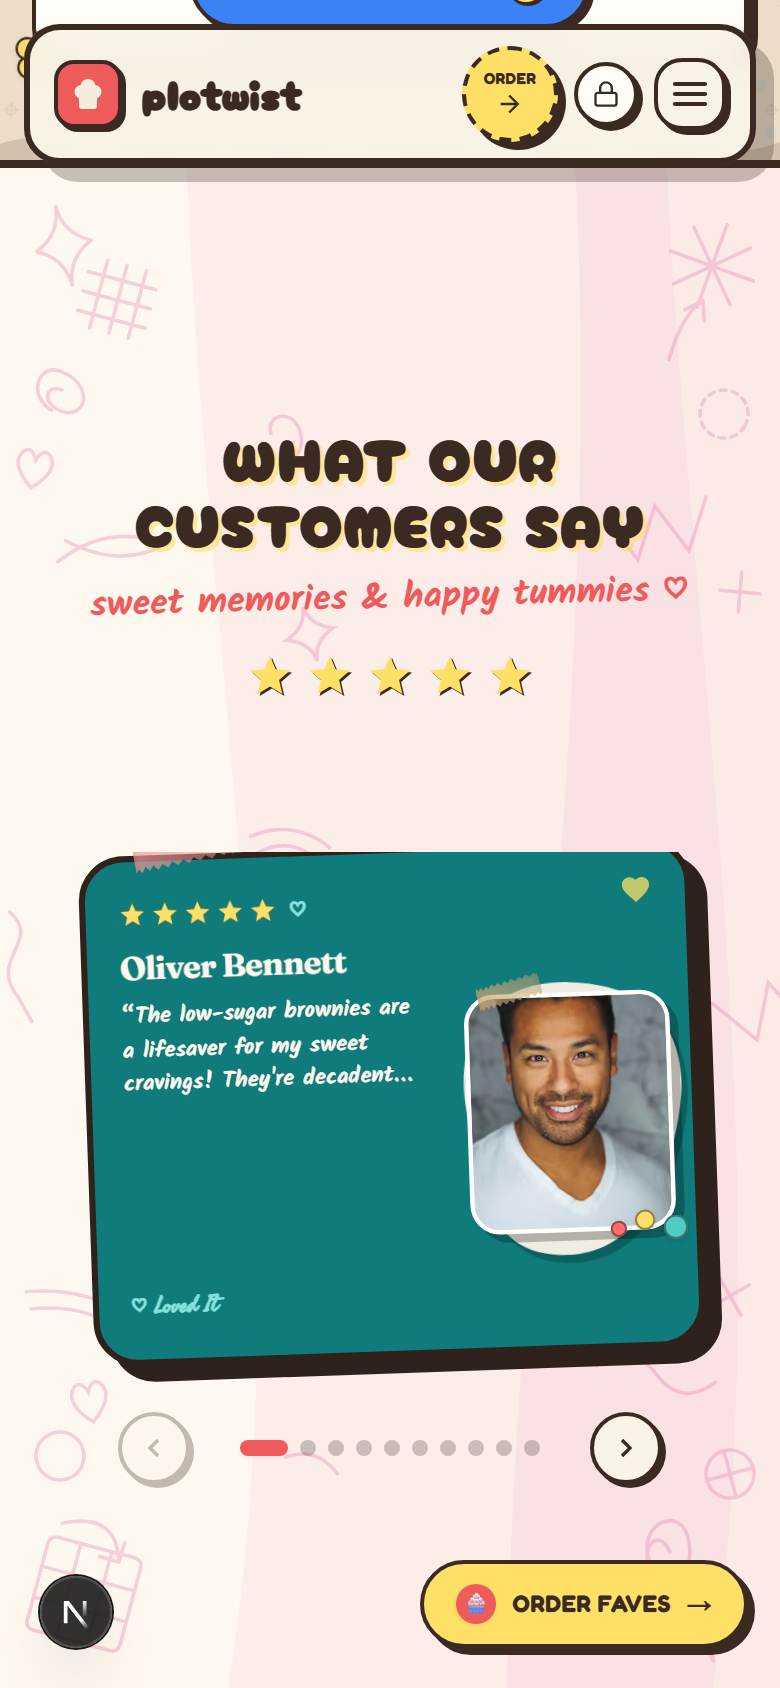 plotwist
ORDER
→
WHAT OUR
CUSTOMERS SAY
sweet memories & happy tummies ♡
Oliver Bennett
“The low-sugar brownies are
a lifesaver for my sweet
cravings! They're decadent...
♡ Loved It
N
ORDER FAVES →